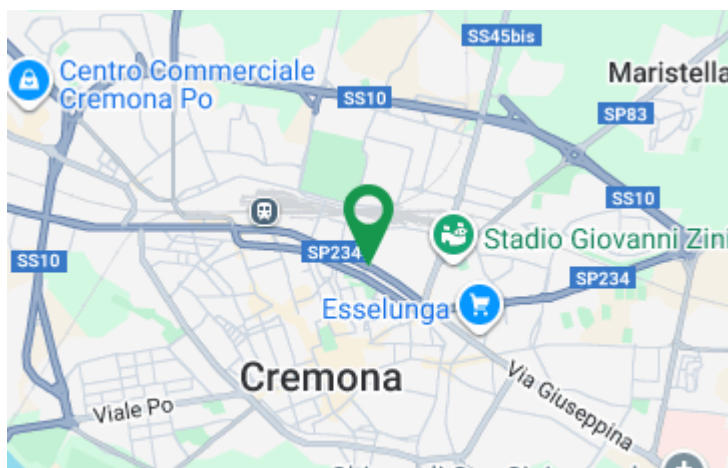 SS45bis
Centro Commerciale
Cremona Po
Maristella
SS10
SP83
SS10
Stadio Giovanni Zini
SP234
SS10
SP234
Esselunga
Cremona
Via Giuseppina
Viale Po